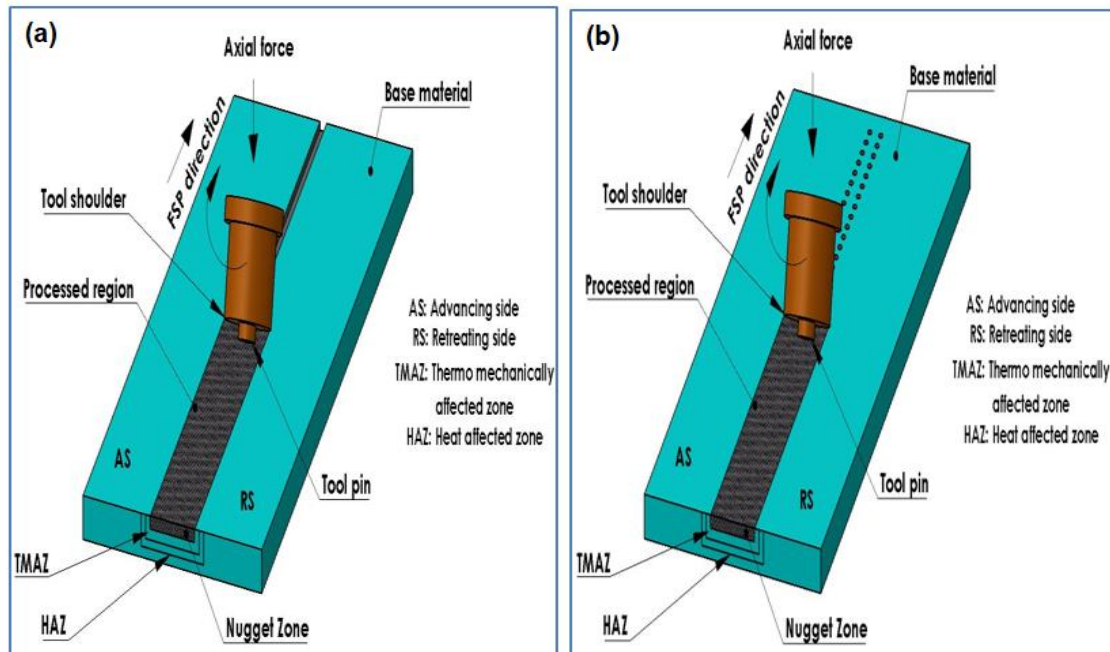 (a)
Axial force
Base material
FSP direction
Tool shoulder
Processed region
AS: Advancing side
RS: Retreating side
TMAZ: Thermo mechanically
affected zone
HAZ: Heat affected zone
AS
RS
Tool pin
TMAZ
HAZ
Nugget Zone
(b)
Axial force
Base material
FSP direction
Tool shoulder
Processed region
AS: Advancing side
RS: Retreating side
TMAZ: Thermo mechanically
affected zone
HAZ: Heat affected zone
AS
RS
Tool pin
TMAZ
HAZ
Nugget Zone